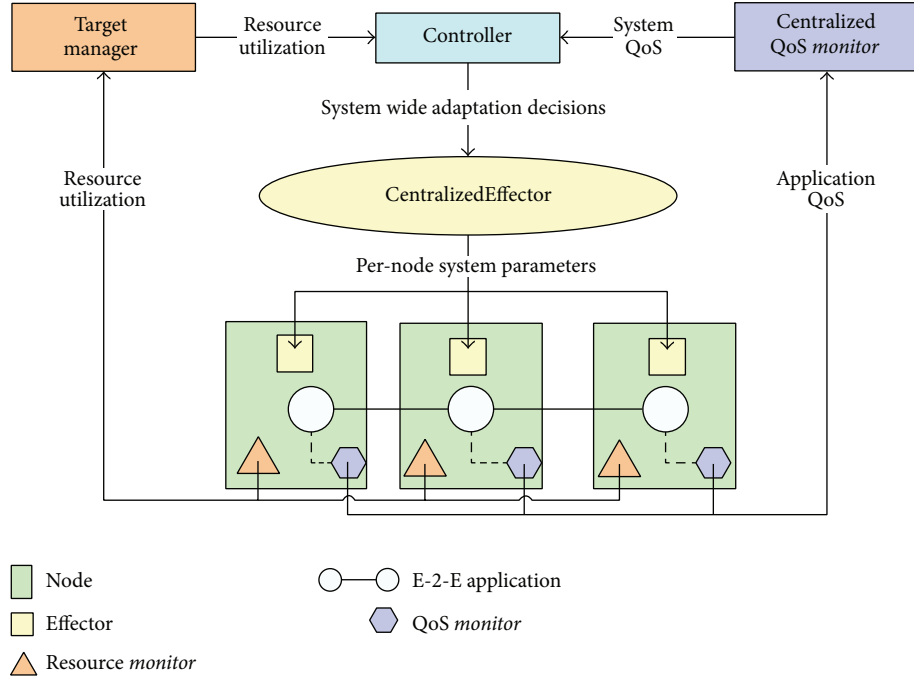 Target
manager
Resource
utilization
Controller
System
QoS
Centralized
QoS monitor
System wide adaptation decisions
Resource
utilization
CentralizedEffector
Application
QoS
Per-node system parameters
Node
E-2-E application
Effector
QoS monitor
Resource monitor